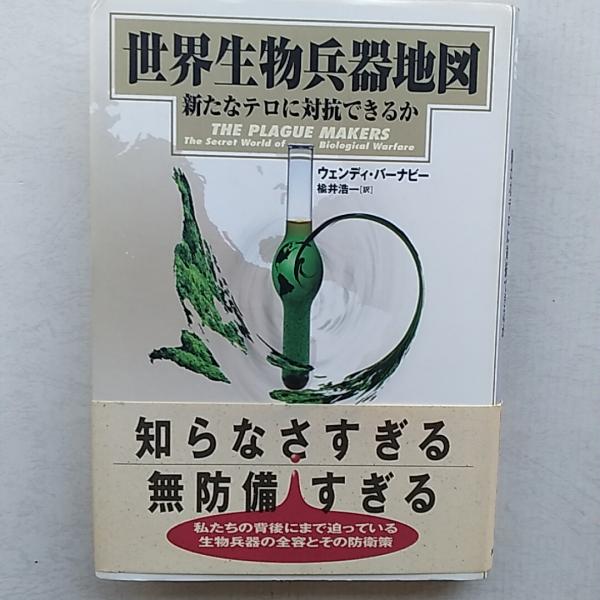 世界生物兵器地図
新たなテロに対抗できるか
THE PLAGUE MAKERS
The Secret World of Biological Warfare
ウェンディ・バーナビー
楡井浩一[訳]
知らなさすぎる
無防備すぎる
私たちの背後にまで迫っている
生物兵器の全容とその防衛策